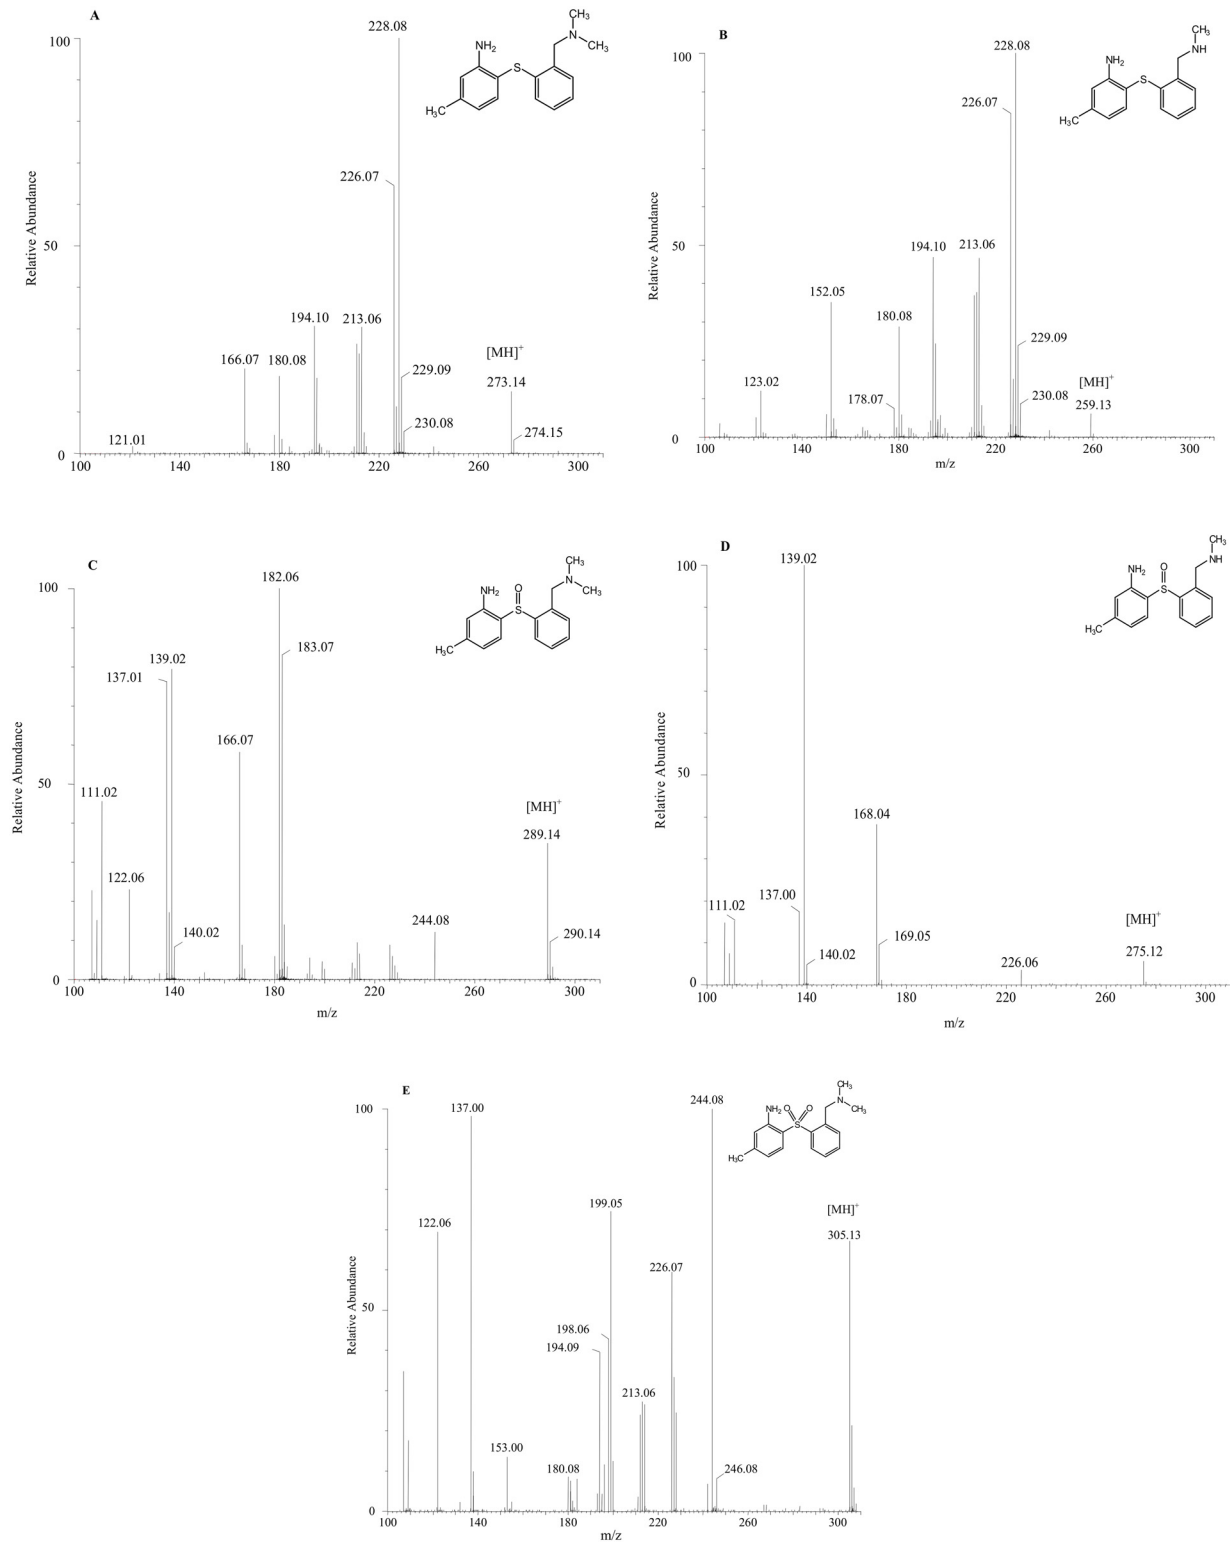 A
100
50
0
Relative Abundance
228.08
226.07
194.10
213.06
166.07
180.08
229.09
230.08
121.01
[MH]+
273.14
274.15
NH2
S
N
CH3
CH3
H3C
100 140 180 220 260 300
B
100
50
0
Relative Abundance
228.08
226.07
194.10
213.06
152.05
180.08
229.09
123.02
178.07
230.08
[MH]+
259.13
CH3
NH
NH2
S
H3C
100 140 180 220 260 300
m/z
C
100
50
0
Relative Abundance
182.06
183.07
139.02
137.01
166.07
111.02
122.06
140.02
244.08
[MH]+
289.14
290.14
CH3
N
CH3
NH2
O
S
H3C
100 140 180 220 260 300
m/z
D
100
50
0
Relative Abundance
139.02
168.04
137.00
111.02
169.05
140.02
226.06
[MH]+
275.12
CH3
NH
NH2
O
S
H3C
100 140 180 220 260 300
m/z
E
100
50
0
Relative Abundance
137.00
244.08
199.05
122.06
226.07
198.06
194.09
213.06
153.00
180.08
246.08
[MH]+
305.13
CH3
N
CH3
NH2
O
O
S
H3C
100 140 180 220 260 300
m/z